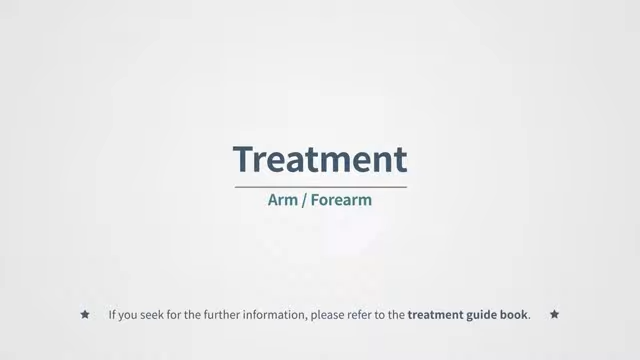 Treatment
Arm / Forearm
★ If you seek for the further information, please refer to the treatment guide book. ★